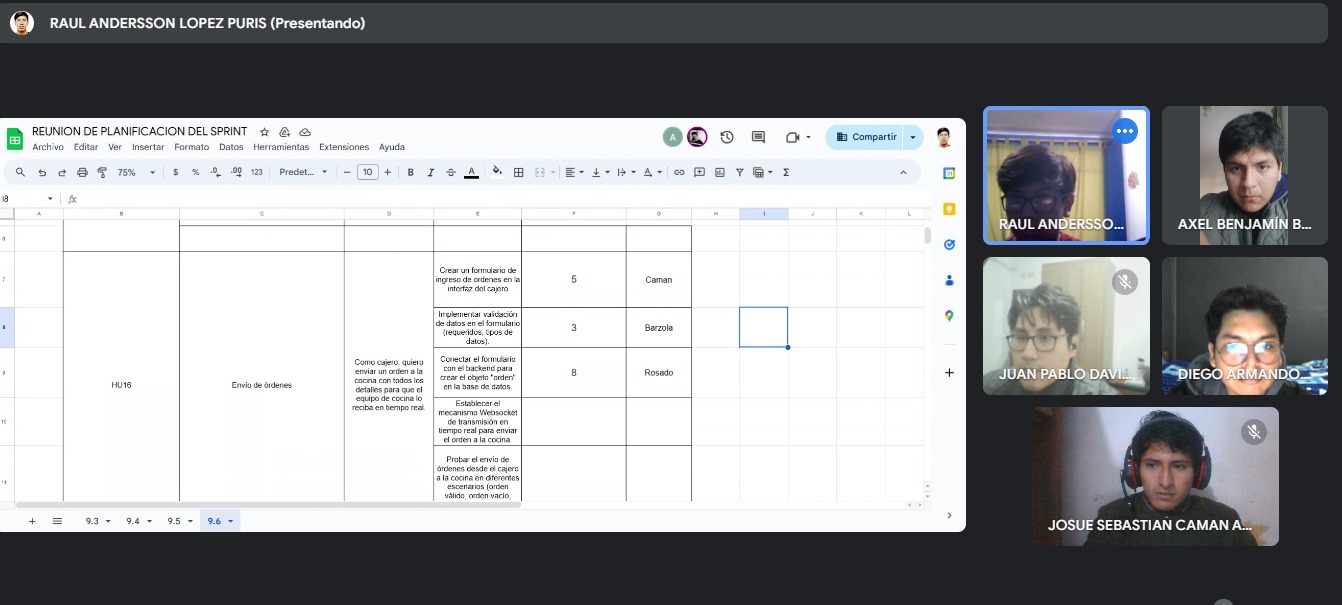 RAUL ANDERSSON LOPEZ PURIS (Presentando)
REUNION DE PLANIFICACION DEL SPRINT
Archivo Editar Ver Insertar Formato Datos Herramientas Extensiones Ayuda
A
Compartir
75% $ % .0 .00 123 Predet... 10 B I S A
I8 fx
A B C D E F G H I J K L
6
7
Crear un formulario de
ingreso de ordenes en la
interfaz del cajero
5
Caman
8
Implementar validación
de datos en el formulario
(requeridos, tipos de
datos).
3
Barzola
HU16
Envío de órdenes
Como cajero, quiero
enviar un orden a la
cocina con todos los
detalles para que el
equipo de cocina lo
reciba en tiempo real.
9
Conectar el formulario
con el backend para
crear el objeto "orden"
en la base de datos.
8
Rosado
10
Establecer el
mecanismo Websocket
de transmisión en
tiempo real para enviar
el orden a la cocina.
11
Probar el envío de
órdenes desde el cajero
a la cocina en diferentes
escenarios (orden
válido, orden vacío,
9.3 9.4 9.5 9.6
RAUL ANDERSSO...
AXEL BENJAMÍN B...
JUAN PABLO DAVI...
DIEGO ARMANDO...
JOSUE SEBASTIAN CAMAN A...